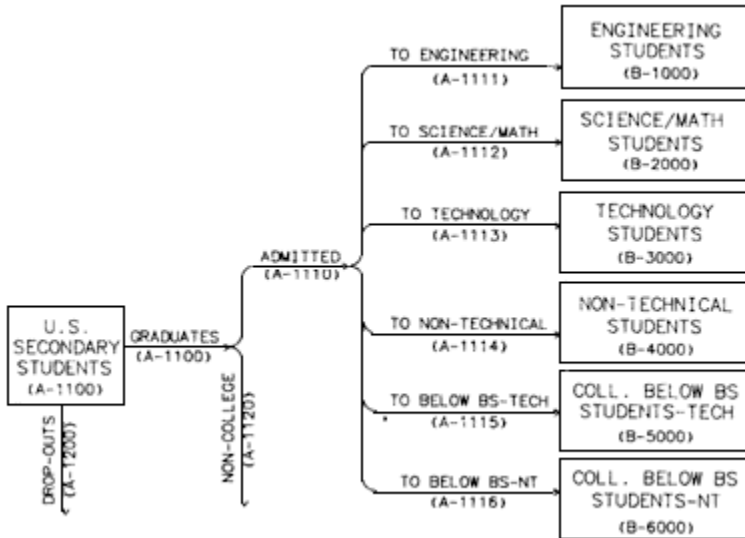 TO ENGINEERING
(A-1111)
ENGINEERING
STUDENTS
(B-1000)
TO SCIENCE/MATH
(A-1112)
SCIENCE/MATH
STUDENTS
(B-2000)
TO TECHNOLOGY
(A-1113)
TECHNOLOGY
STUDENTS
(B-3000)
ADMITTED
(A-1110)
U.S.
SECONDARY
STUDENTS
(A-1100)
GRADUATES
(A-1100)
TO NON-TECHNICAL
(A-1114)
NON-TECHNICAL
STUDENTS
(B-4000)
DROP-OUTS
(A-1200)
NON-COLLEGE
(A-1120)
TO BELOW BS-TECH
(A-1115)
COLL. BELOW BS
STUDENTS-TECH
(B-5000)
TO BELOW BS-NT
(A-1116)
COLL. BELOW BS
STUDENTS-NT
(B-6000)